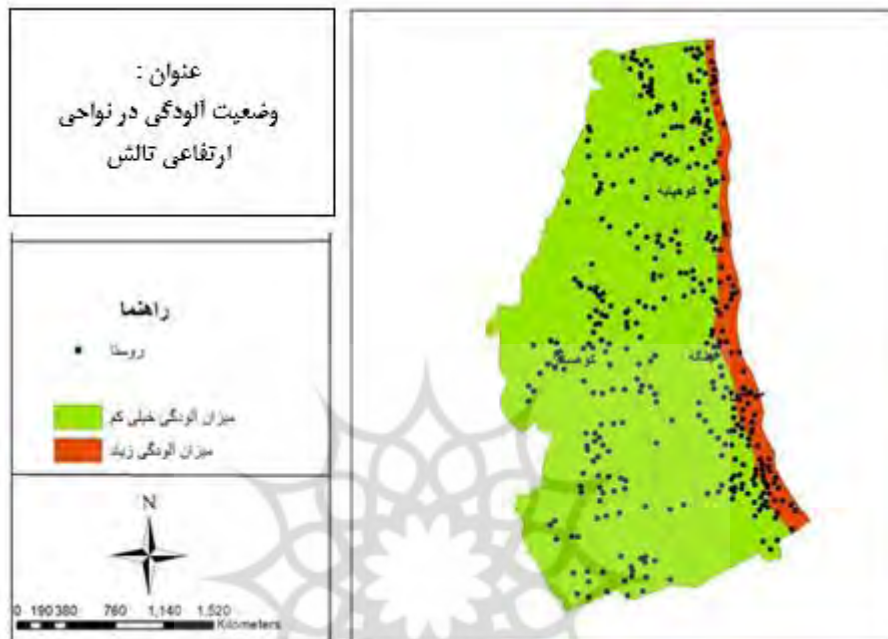 عنوان :
وضعیت آلودگی در نواحی
ارتفاعی تالش
راهنما
روستا
میزان آلودگی خیلی کم
میزان آلودگی زیاد
N
0 190 380 760 1,140 1,520
Kilometers
کوهپایه